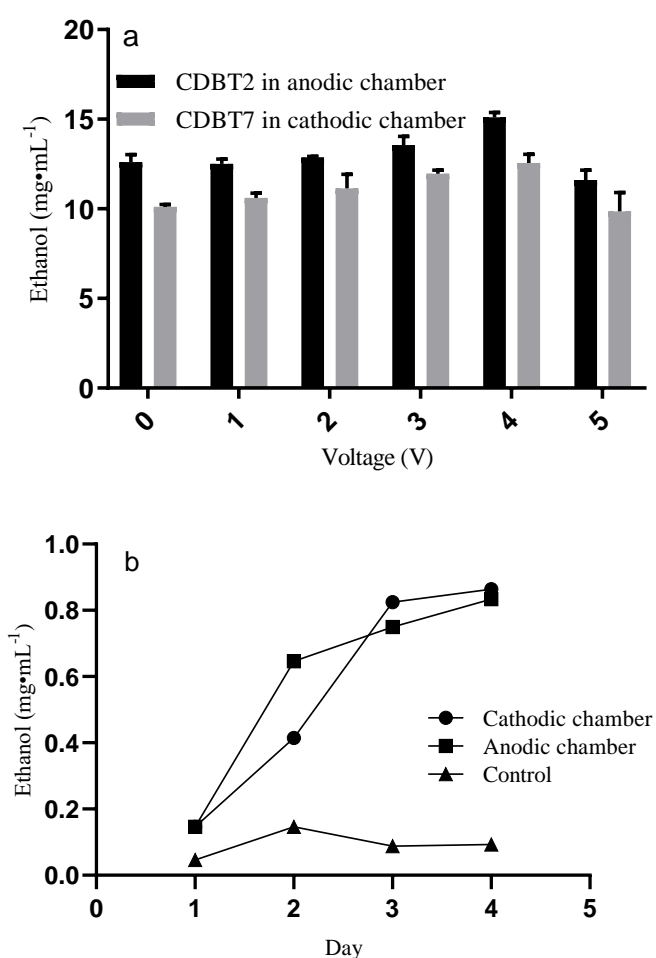 a
20
15
10
5
0
Ethanol (mg•mL-1)
CDBT2 in anodic chamber
CDBT7 in cathodic chamber
0 1 2 3 4 5
Voltage (V)
b
1.0
0.8
0.6
0.4
0.2
0.0
Ethanol (mg•mL-1)
Cathodic chamber
Anodic chamber
Control
0 1 2 3 4 5
Day